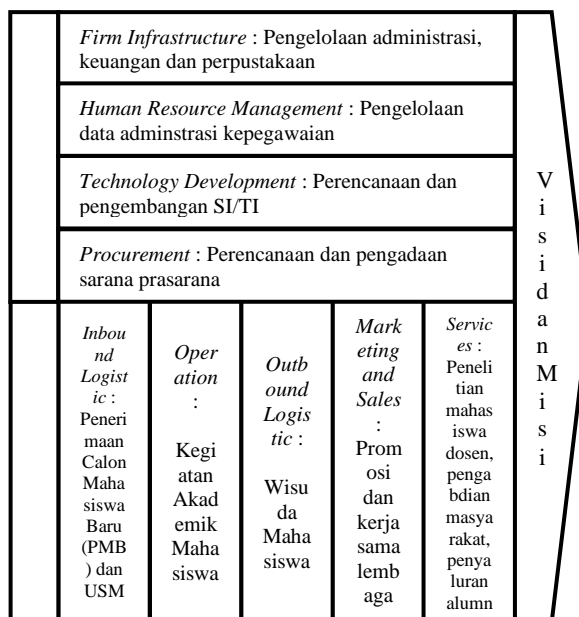 Firm Infrastructure : Pengelolaan administrasi,
keuangan dan perpustakaan
Human Resource Management : Pengelolaan
data adminstrasi kepegawaian
Technology Development : Perencanaan dan
pengembangan SI/TI
Procurement : Perencanaan dan pengadaan
sarana prasarana
Inbou
nd
Logist
ic :
Peneri
maan
Calon
Maha
siswa
Baru
(PMB
) dan
USM
Oper
ation
:
Kegi
atan
Akad
emik
Maha
siswa
Outb
ound
Logis
tic :
Wisu
da
Maha
siswa
Mark
eting
and
Sales
:
Prom
osi
dan
kerja
sama
lemb
aga
Servic
es :
Peneli
tian
mahas
iswa
dosen,
penga
bdian
masya
rakat,
penya
luran
alumn
V
i
s
i
d
a
n
M
i
s
i